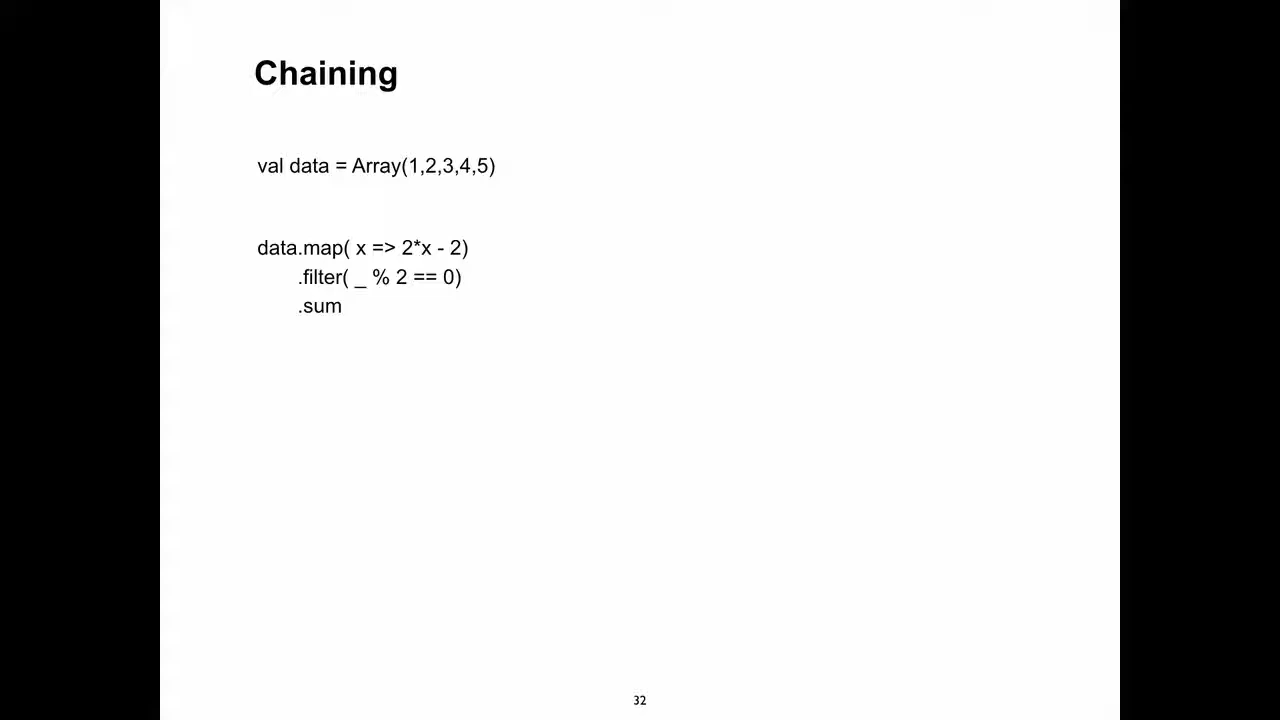 Chaining
val data = Array(1,2,3,4,5)
data.map( x => 2*x - 2)
.filter( _ % 2 == 0)
.sum
32